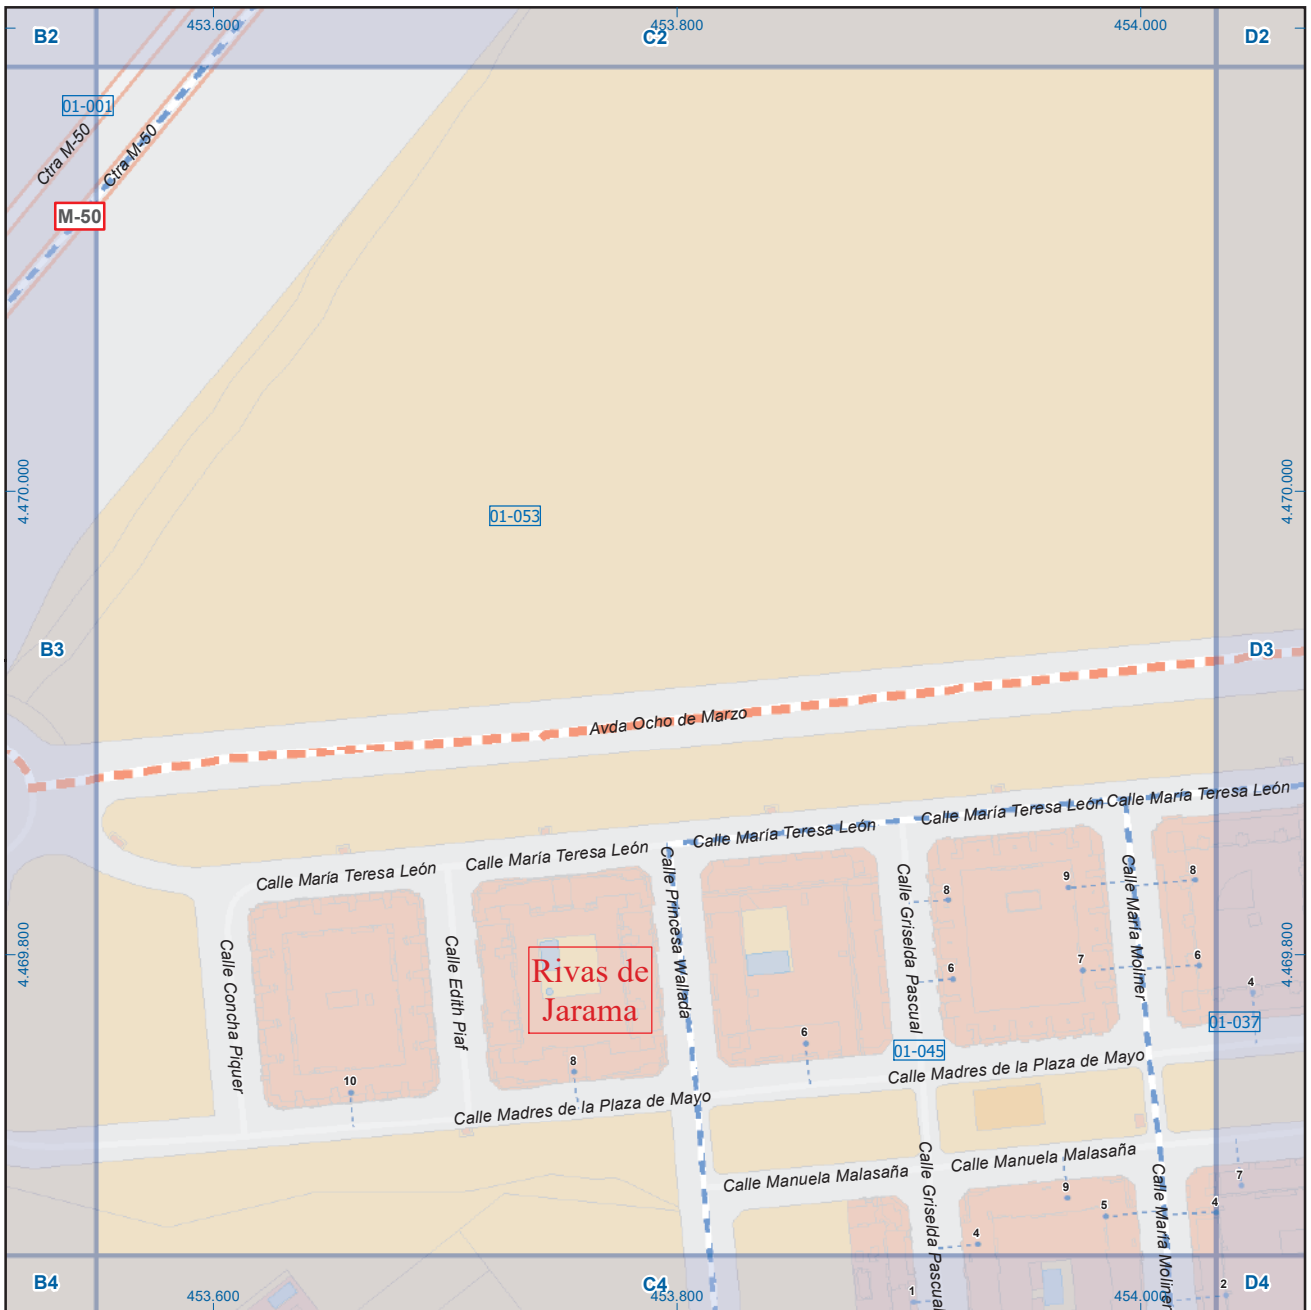 453.600
453.800
454.000
B2
C2
D2
01-001
Ctra M-50
Ctra M-50
M-50
4.470.000
4.470.000
01-053
B3
D3
Avda Ocho de Marzo
Calle María Teresa León
Calle María Teresa León
Calle María Teresa León
Calle María Teresa León
Calle María Teresa León
Calle Concha Piquer
Calle Edith Piaf
Calle Princesa Wallada
Calle Griselda Pascual
Calle María Moliner
8
9
8
6
7
6
4
4.469.800
4.469.800
Rivas de
Jarama
01-037
01-045
6
8
10
Calle Madres de la Plaza de Mayo
Calle Madres de la Plaza de Mayo
Calle Manuela Malasaña
Calle Manuela Malasaña
Calle Griselda Pascual
Calle María Moliner
9
7
5
4
4
1
2
B4
C4
D4
453.600
453.800
454.000